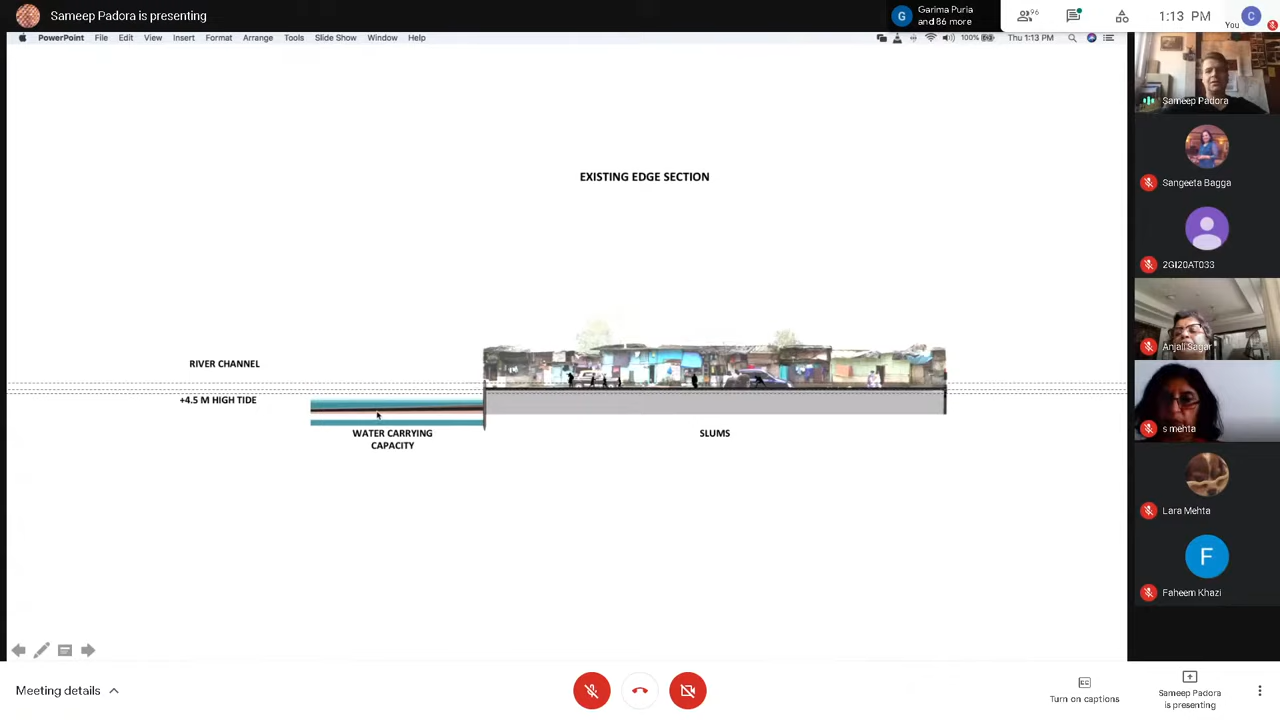 Sameep Padora is presenting
G
Garima Puria
and 86 more
96
1:13 PM
You
C
PowerPoint File Edit View Insert Format Arrange Tools Slide Show Window Help
100%
Thu 1:13 PM
EXISTING EDGE SECTION
RIVER CHANNEL
+4.5 M HIGH TIDE
WATER CARRYING
CAPACITY
SLUMS
Sameep Padora
Sangeeta Bagga
2GI20AT033
Anjali Sagar
s mehta
Lara Mehta
F
Faheem Khazi
Meeting details
Turn on captions
Sameep Padora
is presenting